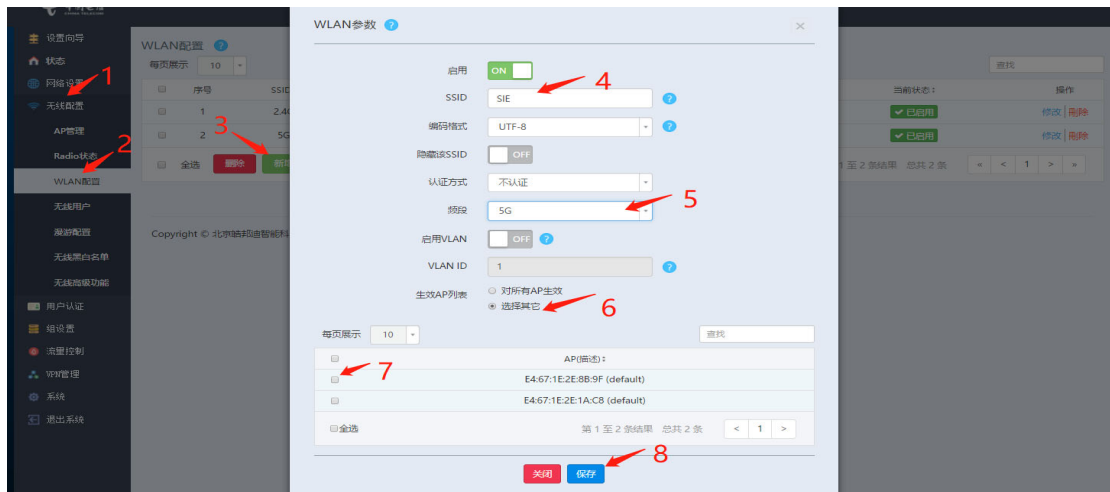 设置向导
状态
网络设置
无线配置
AP管理
Radio状态
WLAN配置
无线用户
漫游配置
无线黑白名单
无线高级功能
用户认证
组设置
流量控制
VPN管理
系统
退出系统
1
2
3
WLAN配置 ?
每页展示 10
查找
序号 SSID 当前状态: 操作
1 2.4G 已启用 修改|删除
2 5G 已启用 修改|删除
全选 删除 新增
1 至 2 条结果 总共 2 条 « < 1 > »
Copyright © 北京皓邦迪智能科
WLAN参数 ? ×
启用 ON
SSID SIE ? 4
编码格式 UTF-8 ?
隐藏该SSID OFF
认证方式 不认证
频段 5G 5
启用VLAN OFF ?
VLAN ID 1 ?
生效AP列表 对所有AP生效
选择其它 6
每页展示 10 查找
AP(描述)
7
E4:67:1E:2E:8B:9F (default)
E4:67:1E:2E:1A:C8 (default)
全选 第 1 至 2 条结果 总共 2 条 < 1 >
关闭 保存 8